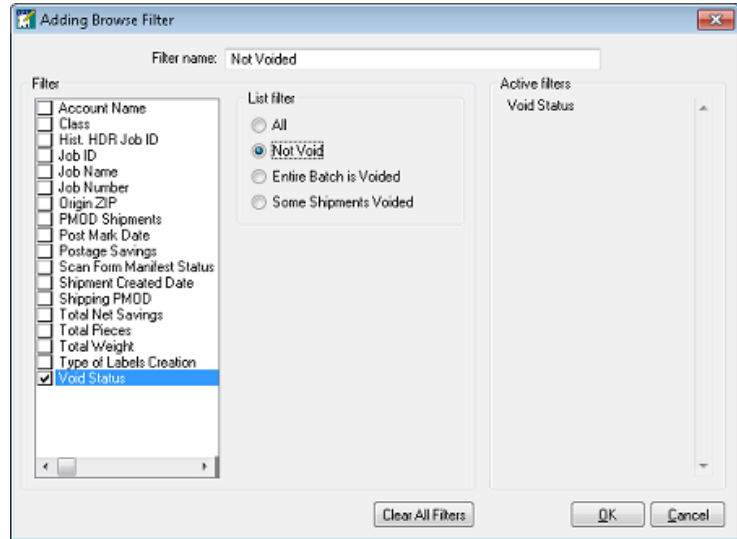 Adding Browse Filter
Filter name: Not Voided
Filter
Account Name
Class
Hist. HDR Job ID
Job ID
Job Name
Job Number
Origin ZIP
PMOD Shipments
Post Mark Date
Postage Savings
Scan Form Manifest Status
Shipment Created Date
Shipping PMOD
Total Net Savings
Total Pieces
Total Weight
Type of Labels Creation
Void Status
List filter
All
Not Void
Entire Batch is Voided
Some Shipments Voided
Active filters
Void Status
Clear All Filters
OK
Cancel